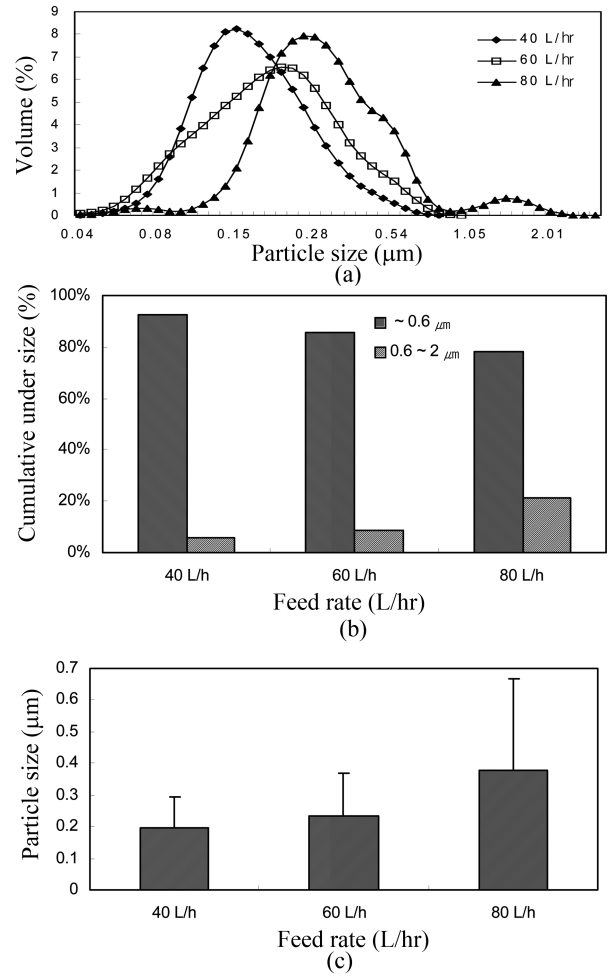 9
8
7
6
5
4
3
2
1
0
Volume (%)
40 L/hr
60 L/hr
80 L/hr
0.04 0.08 0.15 0.28 0.54 1.05 2.01
Particle size (μm)
(a)
100%
80%
60%
40%
20%
0%
Cumulative under size (%)
~ 0.6 μm
0.6 ~ 2 μm
40 L/h 60 L/h 80 L/h
Feed rate (L/hr)
(b)
0.7
0.6
0.5
0.4
0.3
0.2
0.1
0
Particle size (μm)
40 L/h 60 L/h 80 L/h
Feed rate (L/hr)
(c)